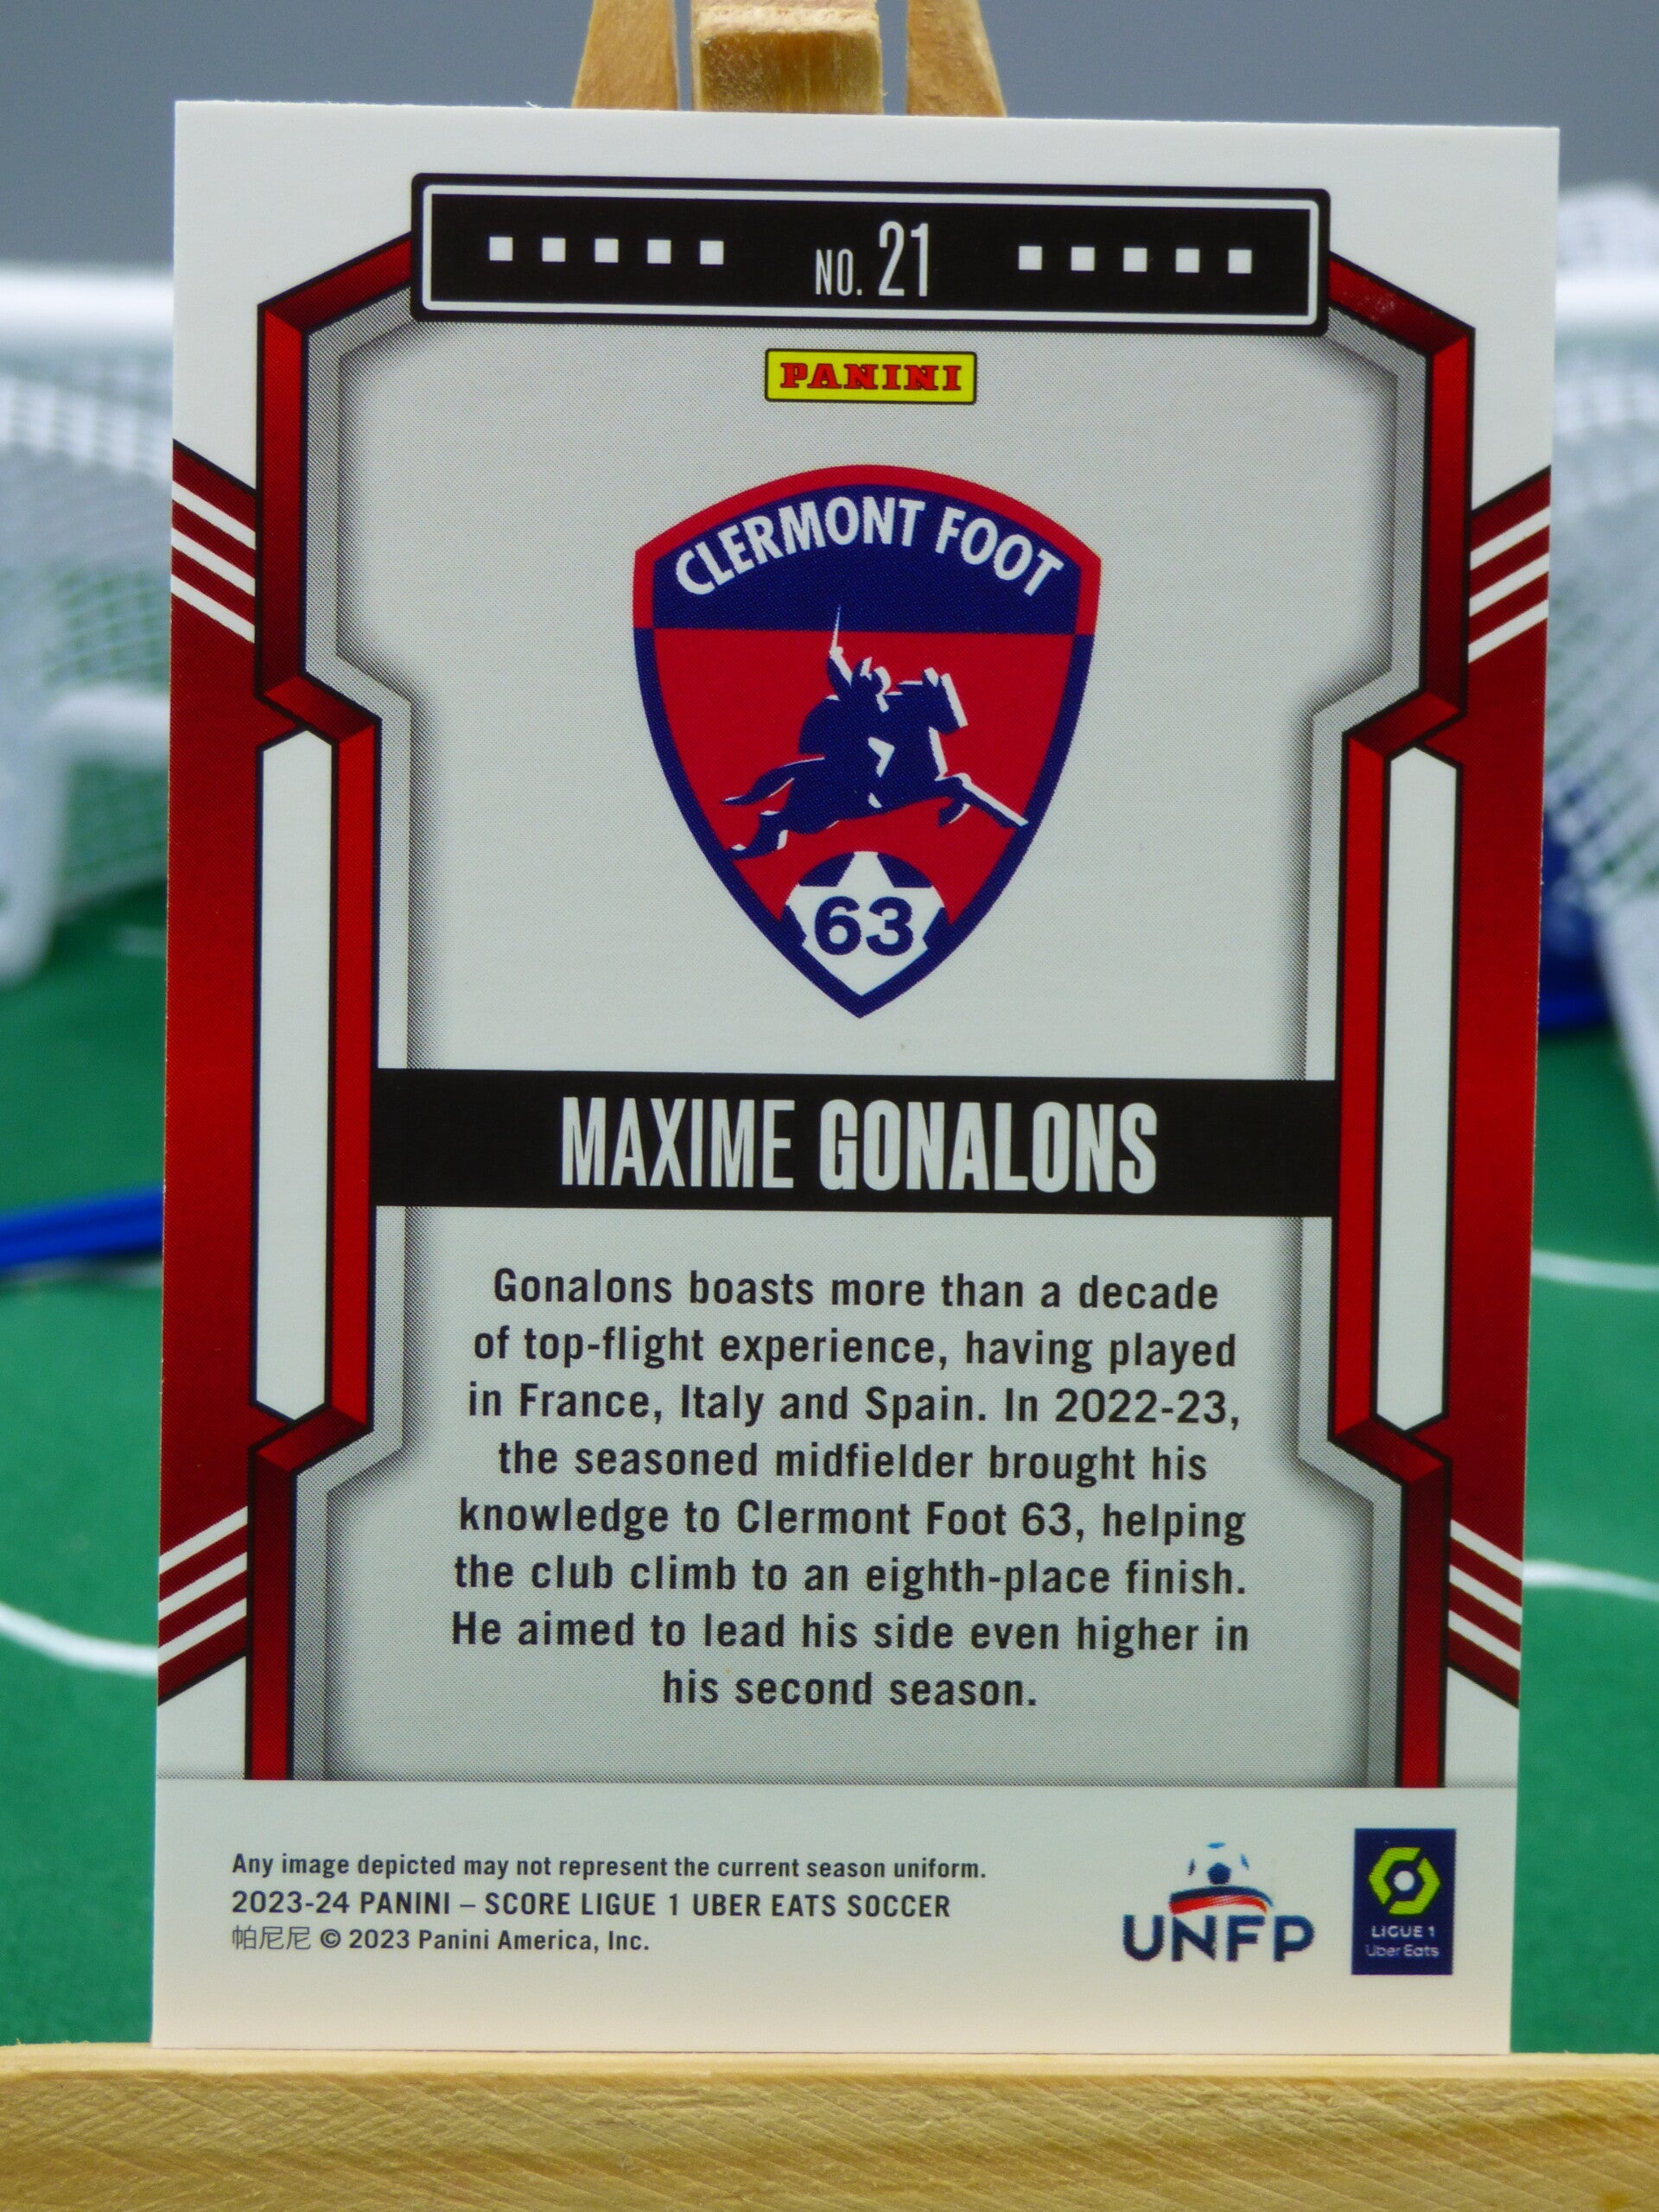 NO. 21
PANINI
CLERMONT FOOT
63
MAXIME GONALONS
Gonalons boasts more than a decade
of top-flight experience, having played
in France, Italy and Spain. In 2022-23,
the seasoned midfielder brought his
knowledge to Clermont Foot 63, helping
the club climb to an eighth-place finish.
He aimed to lead his side even higher in
his second season.
Any image depicted may not represent the current season uniform.
2023-24 PANINI – SCORE LIGUE 1 UBER EATS SOCCER
帕尼尼 © 2023 Panini America, Inc.
UNFP
LIGUE 1
Uber Eats